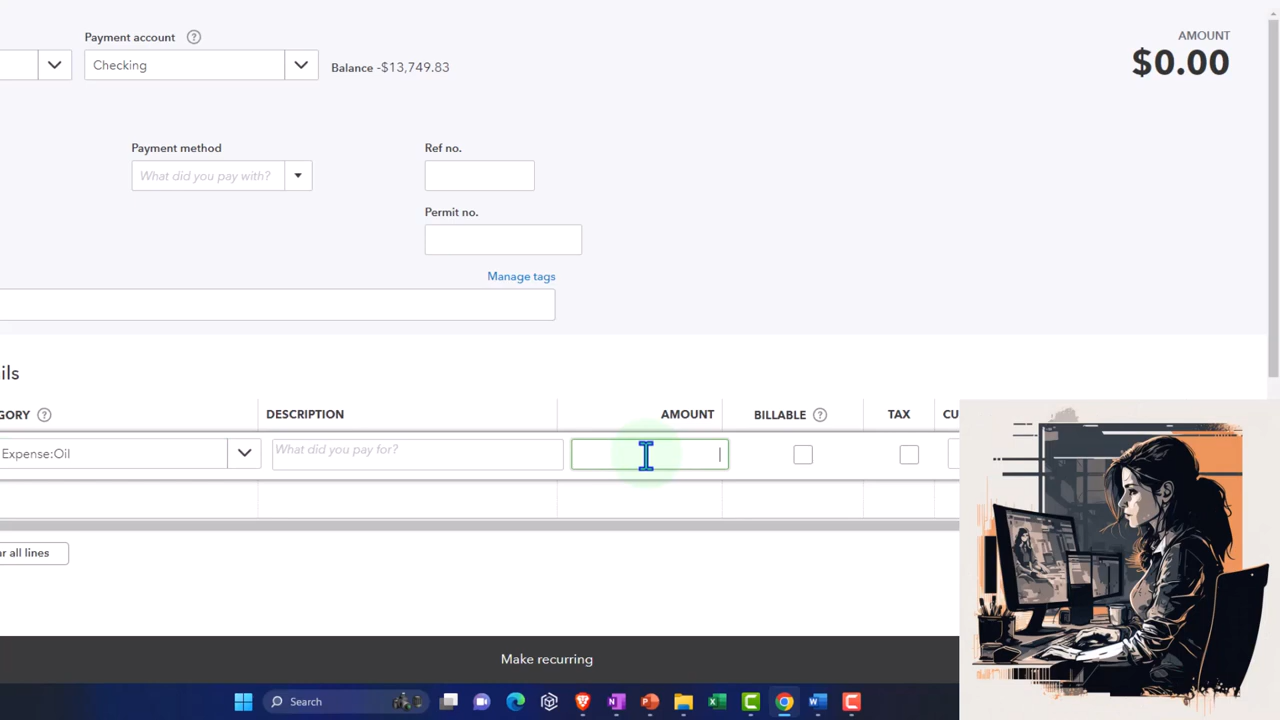 Payment account
AMOUNT
Checking
Balance -$13,749.83
$0.00
Payment method
Ref no.
What did you pay with?
Permit no.
Manage tags
ils
GORY
DESCRIPTION
AMOUNT
BILLABLE
TAX
CU
Expense:Oil
What did you pay for?
ar all lines
Make recurring
Search